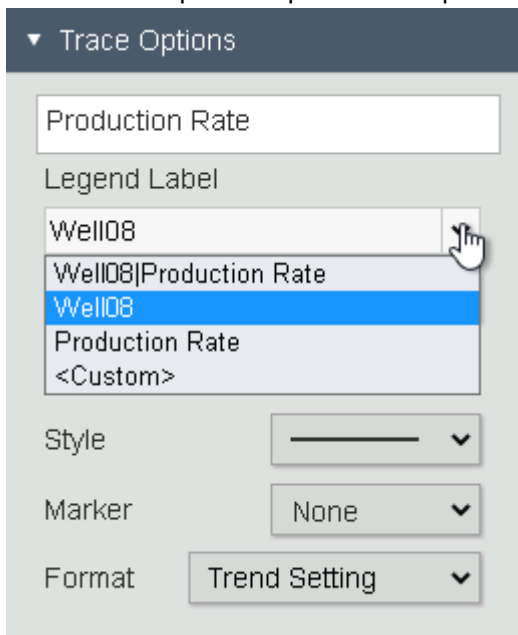 Trace Options
Production Rate
Legend Label
Well08
Well08|Production Rate
Well08
Production Rate
<Custom>
Style
Marker None
Format Trend Setting